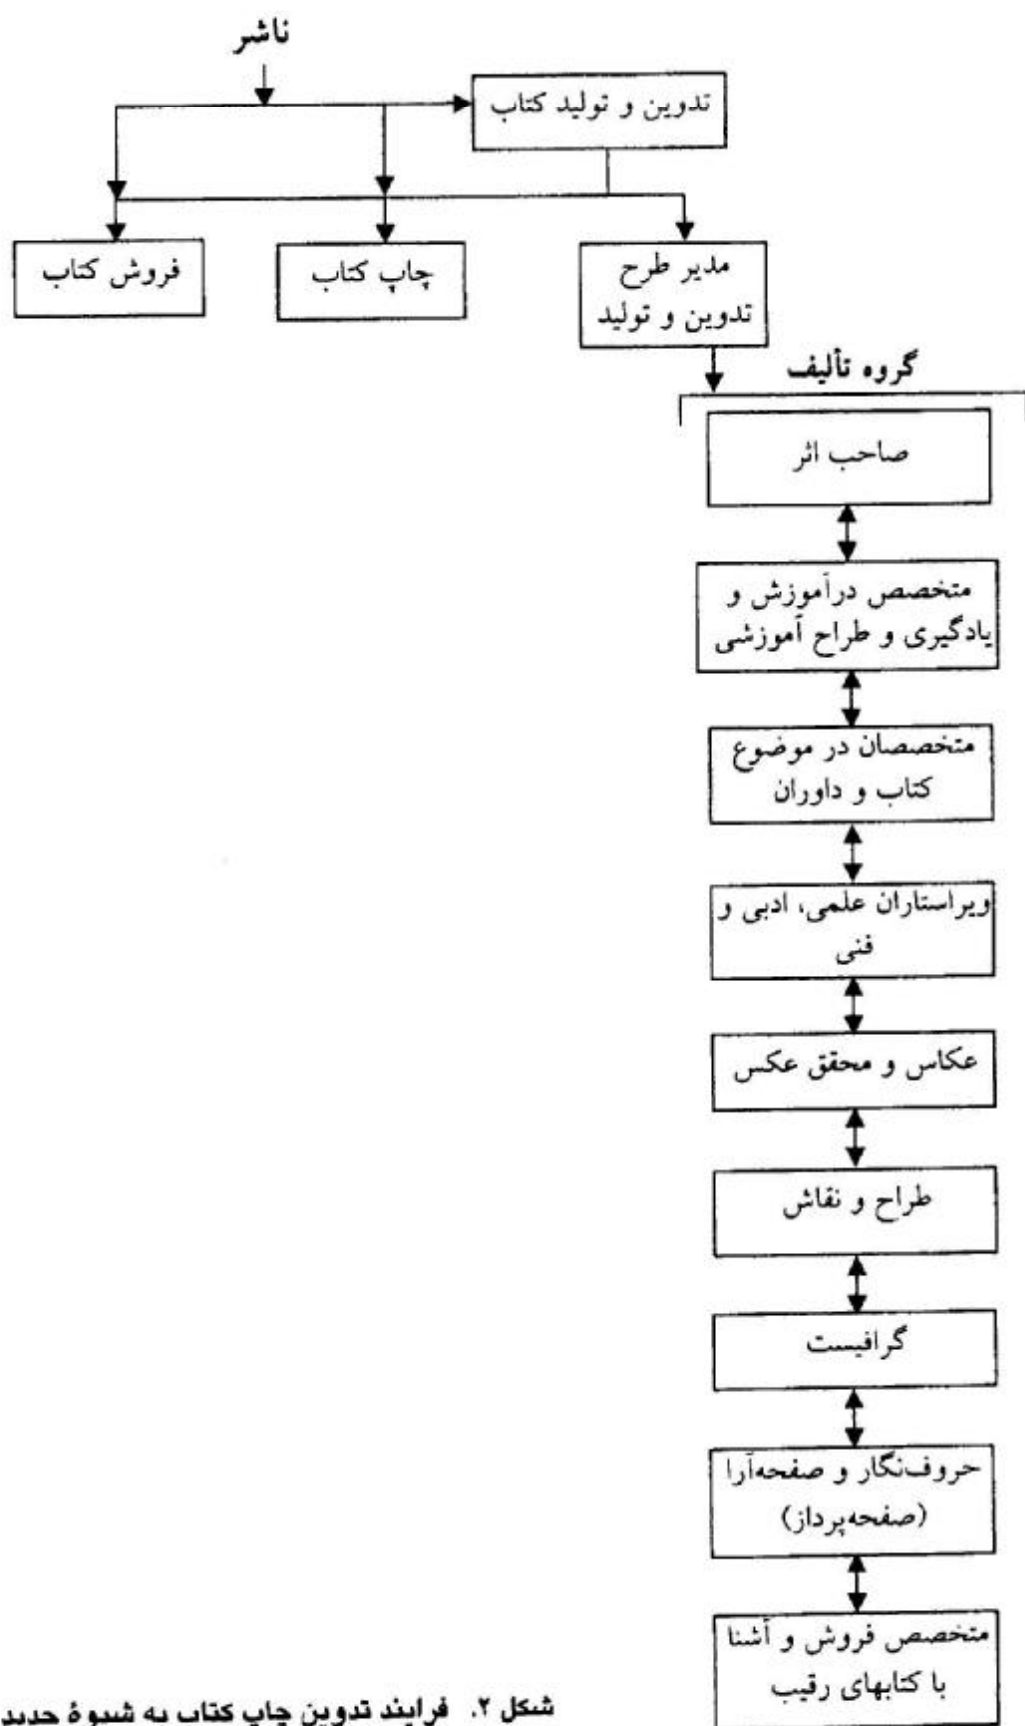 ناشر
تدوین و تولید کتاب
فروش کتاب
چاپ کتاب
مدیر طرح
تدوین و تولید
گروه تألیف
صاحب اثر
متخصص درآموزش و
یادگیری و طراح آموزشی
متخصصان در موضوع
کتاب و داوران
ویراستاران علمی، ادبی و
فنی
عکاس و محقق عکس
طراح و نقاش
گرافیست
حروف‌نگار و صفحه‌آرا
(صفحه‌پرداز)
متخصص فروش و آشنا
با کتابهای رقیب
شکل ۲. فرایند تدوین چاپ کتاب به شیوۀ جدید